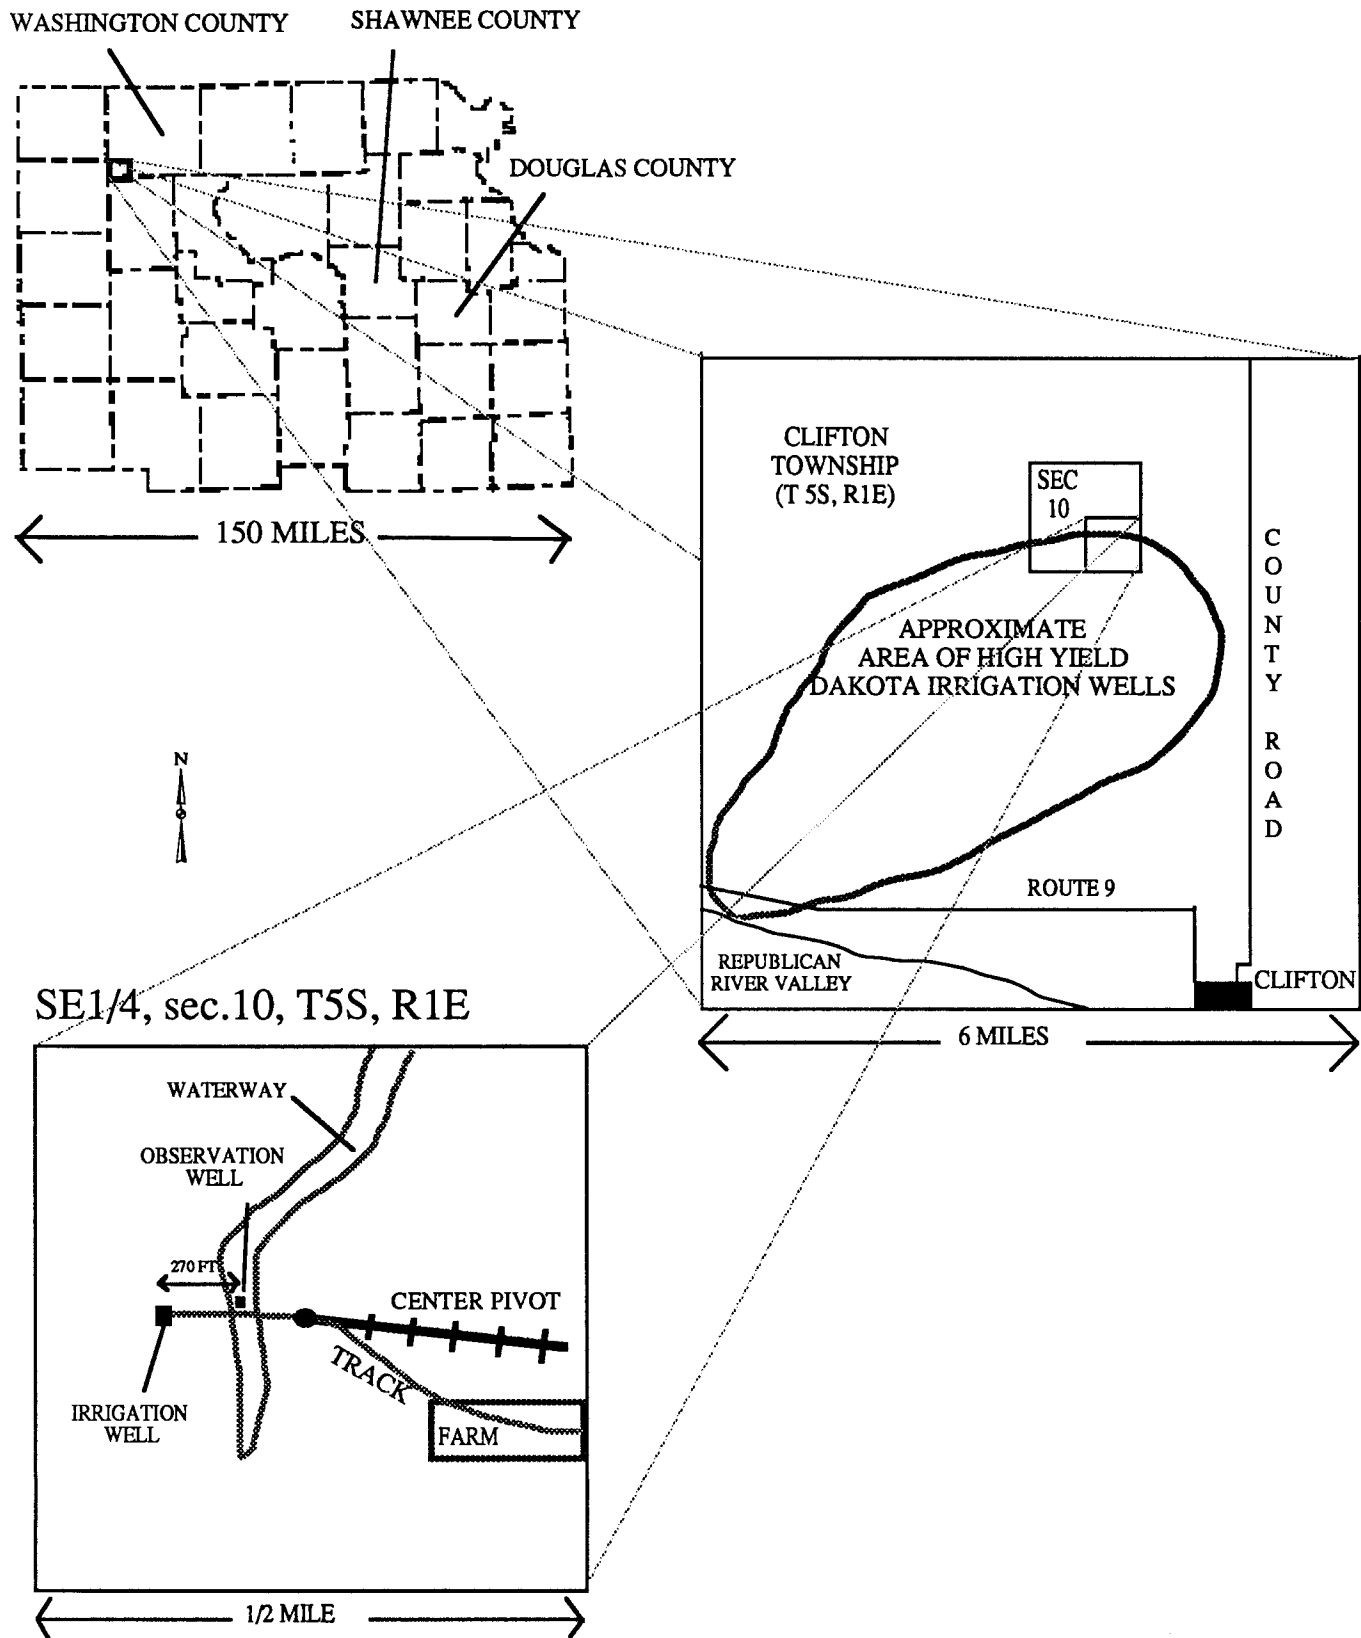 WASHINGTON COUNTY
SHAWNEE COUNTY
DOUGLAS COUNTY
150 MILES
CLIFTON
TOWNSHIP
(T 5S, R1E)
SEC
10
APPROXIMATE
AREA OF HIGH YIELD
DAKOTA IRRIGATION WELLS
COUNTY ROAD
N
ROUTE 9
REPUBLICAN
RIVER VALLEY
CLIFTON
6 MILES
SE1/4, sec.10, T5S, R1E
WATERWAY
OBSERVATION
WELL
270 FT
CENTER PIVOT
TRACK
IRRIGATION
WELL
FARM
1/2 MILE